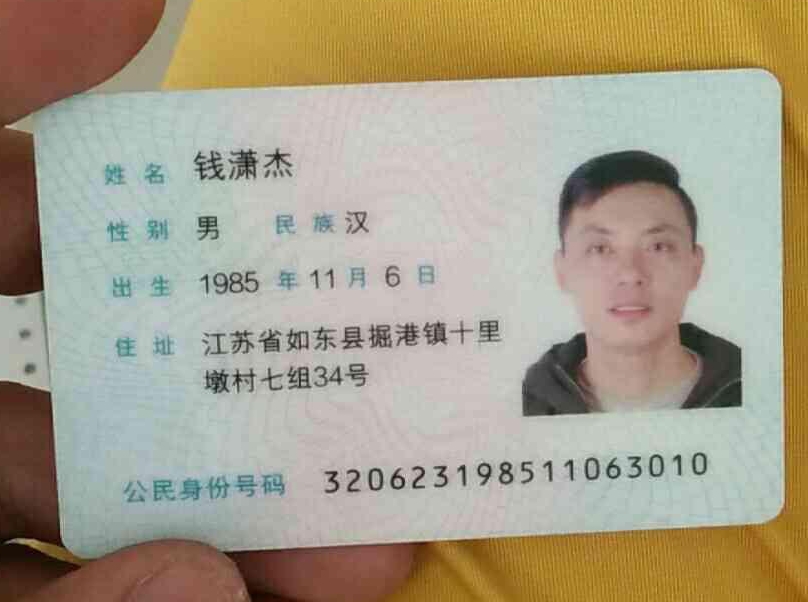 姓名 钱潇杰
性别 男 民族 汉
出生 1985 年 11 月 6 日
住址 江苏省如东县掘港镇十里
墩村七组34号
公民身份号码 320623198511063010